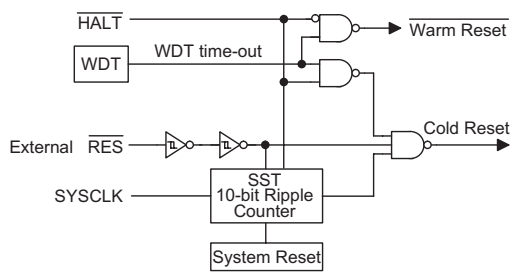 HALT
Warm Reset
WDT time-out
WDT
Cold Reset
External RES
SST
10-bit Ripple
Counter
SYSCLK
System Reset